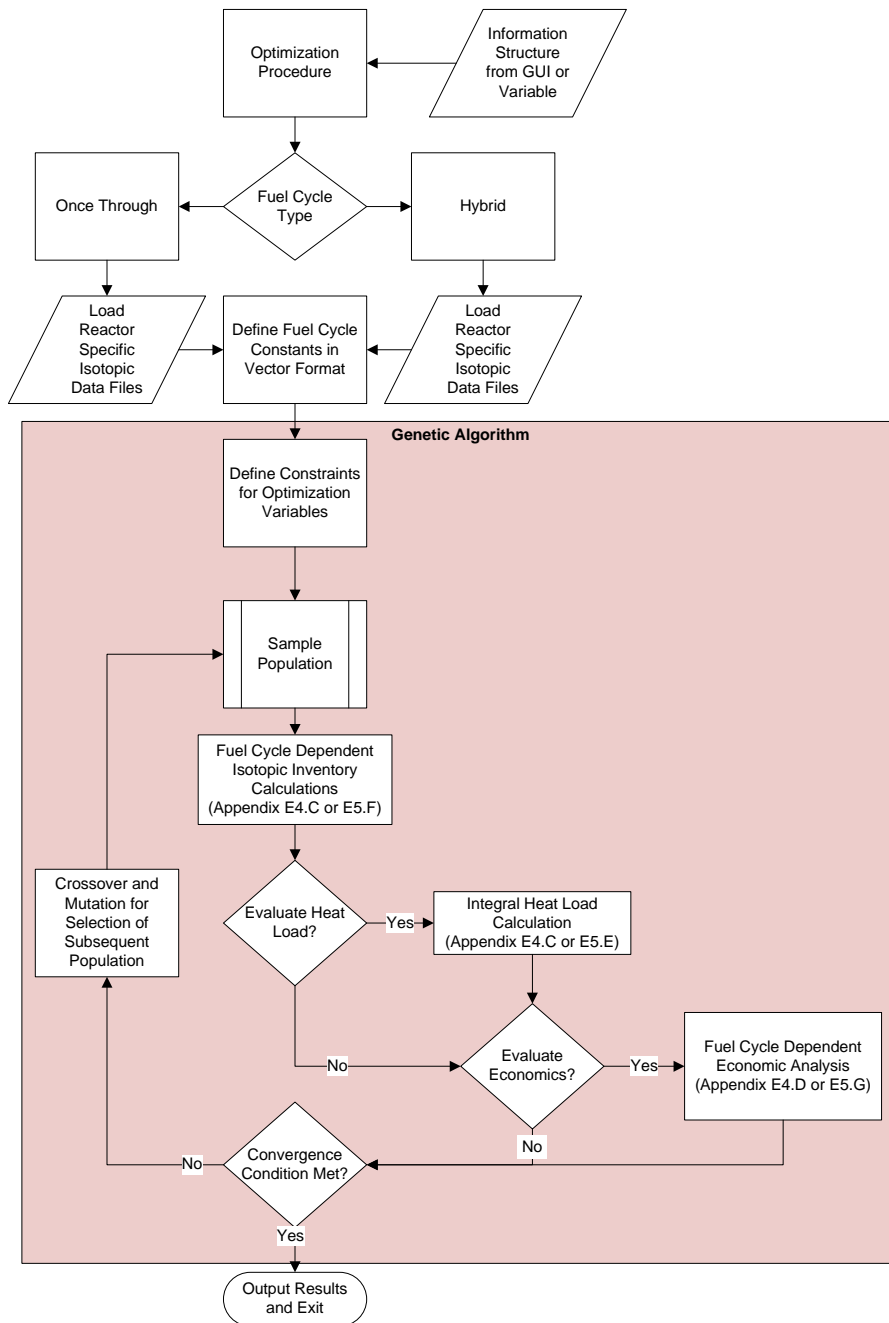 Optimization
Procedure
Information
Structure
from GUI or
Variable
Once Through
Fuel Cycle
Type
Hybrid
Load
Reactor
Specific
Isotopic
Data Files
Define Fuel Cycle
Constants in
Vector Format
Load
Reactor
Specific
Isotopic
Data Files
Genetic Algorithm
Define Constraints
for Optimization
Variables
Sample
Population
Fuel Cycle Dependent
Isotopic Inventory
Calculations
(Appendix E4.C or E5.F)
Crossover and
Mutation for
Selection of
Subsequent
Population
Evaluate Heat
Load?
Yes
Integral Heat Load
Calculation
(Appendix E4.C or E5.E)
No
Evaluate
Economics?
Yes
Fuel Cycle Dependent
Economic Analysis
(Appendix E4.D or E5.G)
No
No
Convergence
Condition Met?
Yes
Output Results
and Exit